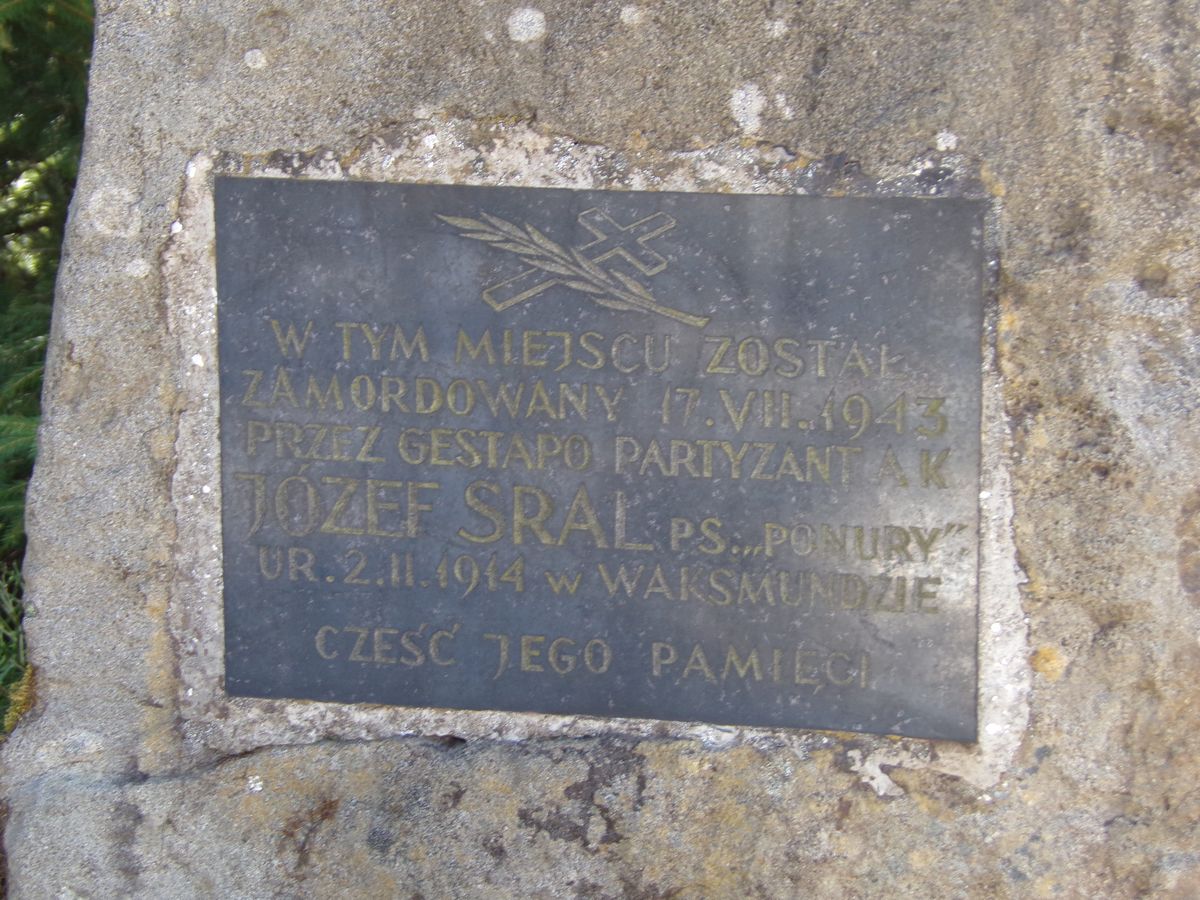 W TYM MIEJSCU ZOSTAŁ
ZAMORDOWANY 17.VII.1943
PRZEZ GESTAPO PARTYZANT AK
JÓZEF SRAL PS. „PONURY"
UR. 2.II.1914 W WAKSMUNDZIE
CZEŚĆ JEGO PAMIĘCI